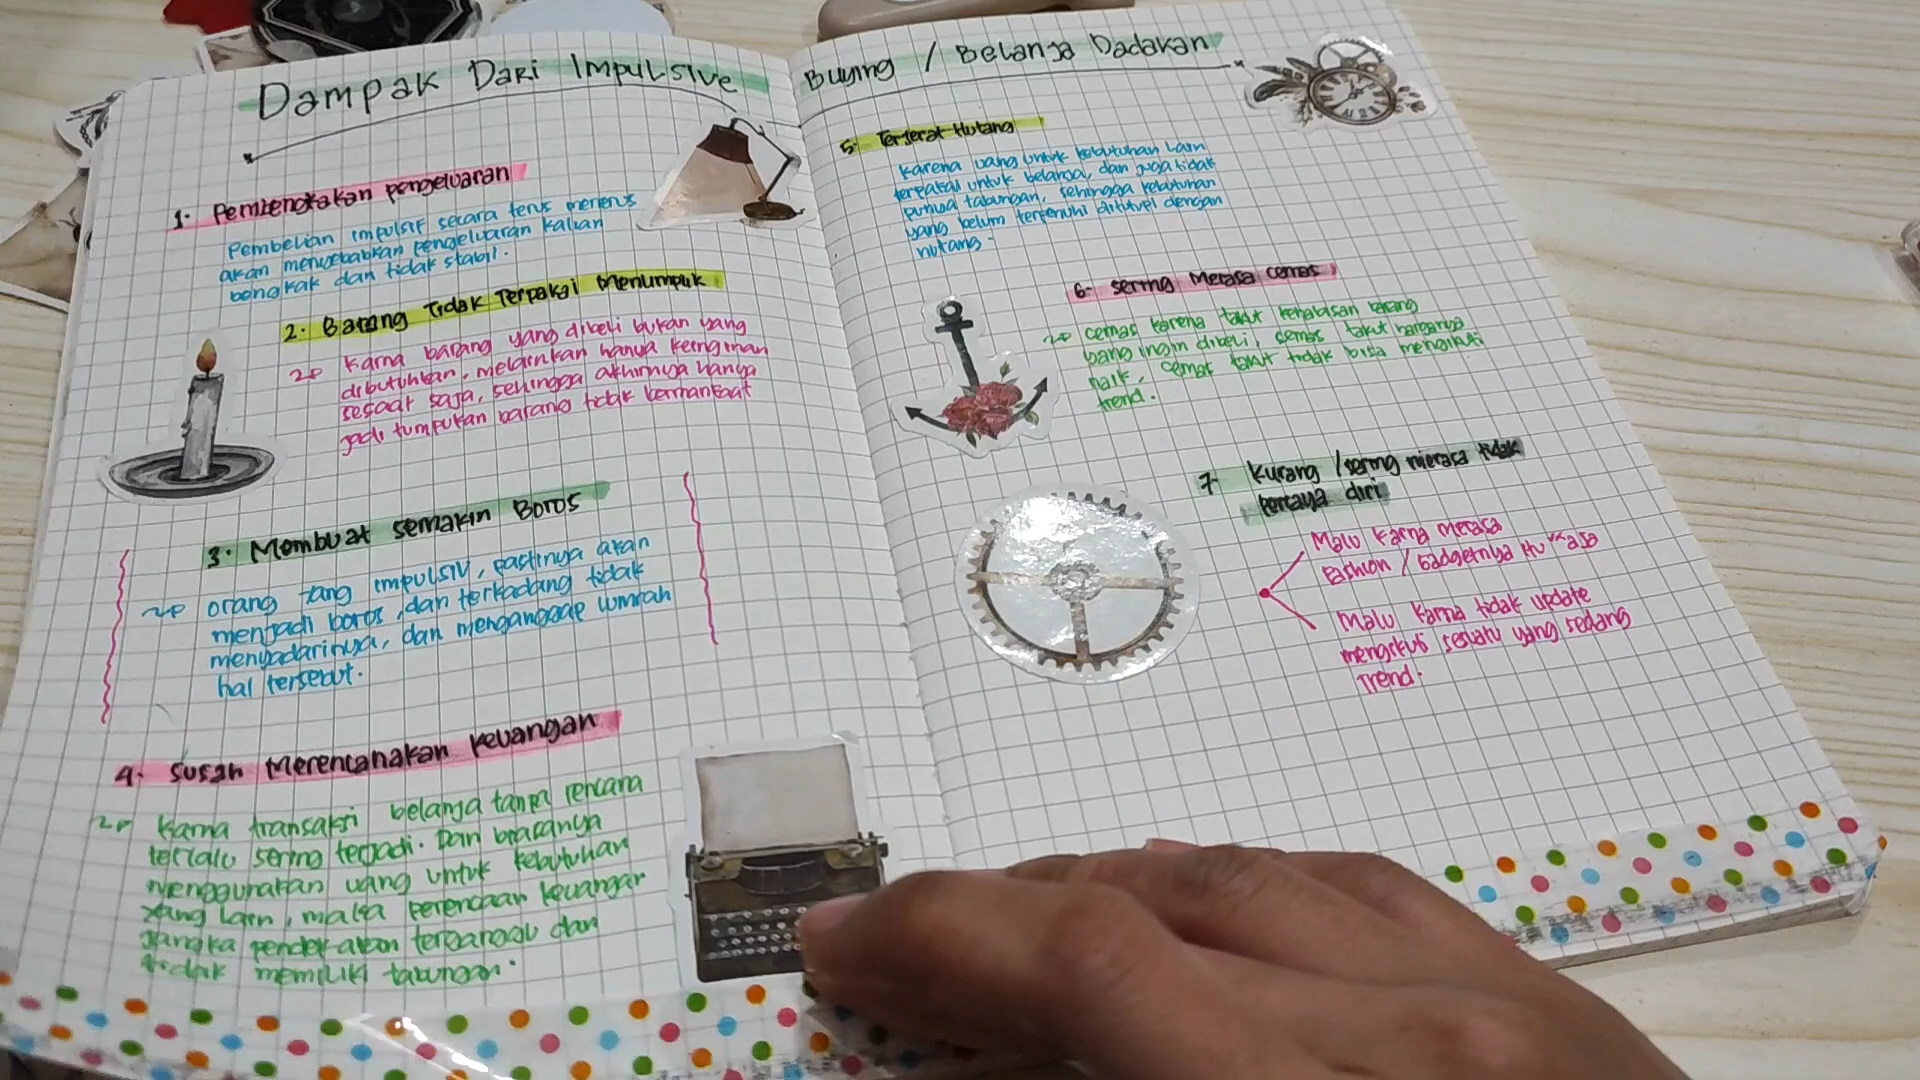 Dampak Dari Impulsive Buying / Belanja Dadakan
1. Pembengkakan pengeluaran
Pembelian impulsif secara terus menerus
akan menyebabkan pengeluaran kalian
bengkak dan tidak stabil.
2. Barang Tidak Terpakai Menumpuk
Karna barang yang dibeli bukan yang
dibutuhkan, melainkan hanya keinginan
sesaat saja, sehingga akhirnya hanya
jadi tumpukan barang tidak bermanfaat
3. Membuat semakin Boros
orang yang impulsiv, pastinya akan
menjadi boros, dan terkadang tidak
menyadarinya, dan menganggap lumrah
hal tersebut.
4. Susah Merencanakan keuangan
Karna transaksi belanja tanpa rencana
terlalu sering terjadi. Dan biasanya
menggunakan uang untuk kebutuhan
yang lain, maka perencaan keuangan
jangka pendek akan terganggu dan
tidak memiliki tabungan.
5. Terjerat Hutang
Karena uang untuk kebutuhan lain
terpakai untuk belanja, dan juga tidak
punya tabungan, sehingga kebutuhan
yang belum terpenuhi ditutupi dengan
hutang.
6. sering Merasa cemas
cemas karena takut kehabisan barang
yang ingin dibeli, cemas takut harganya
naik, cemas takut tidak bisa mengikuti
trend.
7. Kurang / sering merasa tidak
percaya diri
Malu karna merasa
fashion / Gadgetnya itu" saja
Malu karna tidak update
mengikuti sesuatu yang sedang
Trend.